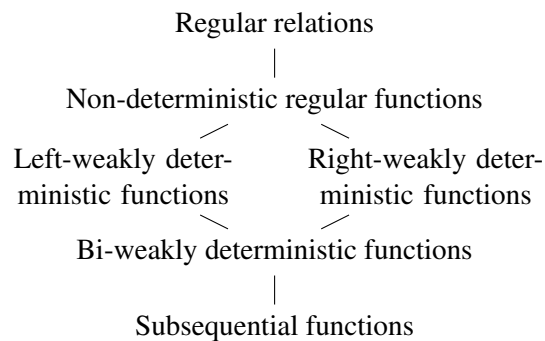 Regular relations
Non-deterministic regular functions
Left-weakly deter-
ministic functions
Right-weakly deter-
ministic functions
Bi-weakly deterministic functions
Subsequential functions